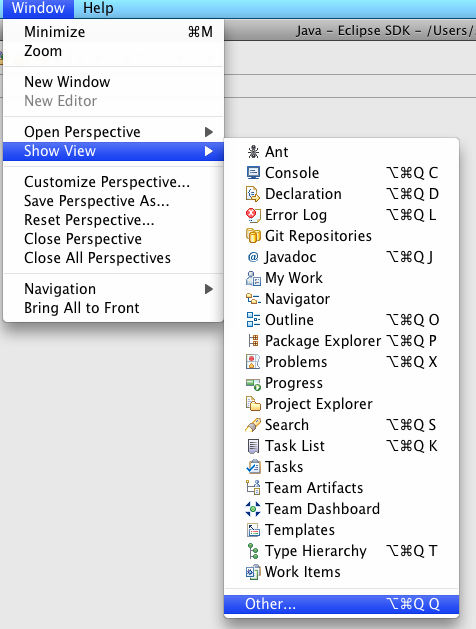 Window Help
Java - Eclipse SDK - /Users/
Minimize ⌘M
Zoom
New Window
New Editor
Open Perspective
Show View
Customize Perspective...
Save Perspective As...
Reset Perspective...
Close Perspective
Close All Perspectives
Navigation
Bring All to Front
Ant
Console ⌥⌘Q C
Declaration ⌥⌘Q D
Error Log ⌥⌘Q L
Git Repositories
Javadoc ⌥⌘Q J
My Work
Navigator
Outline ⌥⌘Q O
Package Explorer ⌥⌘Q P
Problems ⌥⌘Q X
Progress
Project Explorer
Search ⌥⌘Q S
Task List ⌥⌘Q K
Tasks
Team Artifacts
Team Dashboard
Templates
Type Hierarchy ⌥⌘Q T
Work Items
Other... ⌥⌘Q Q